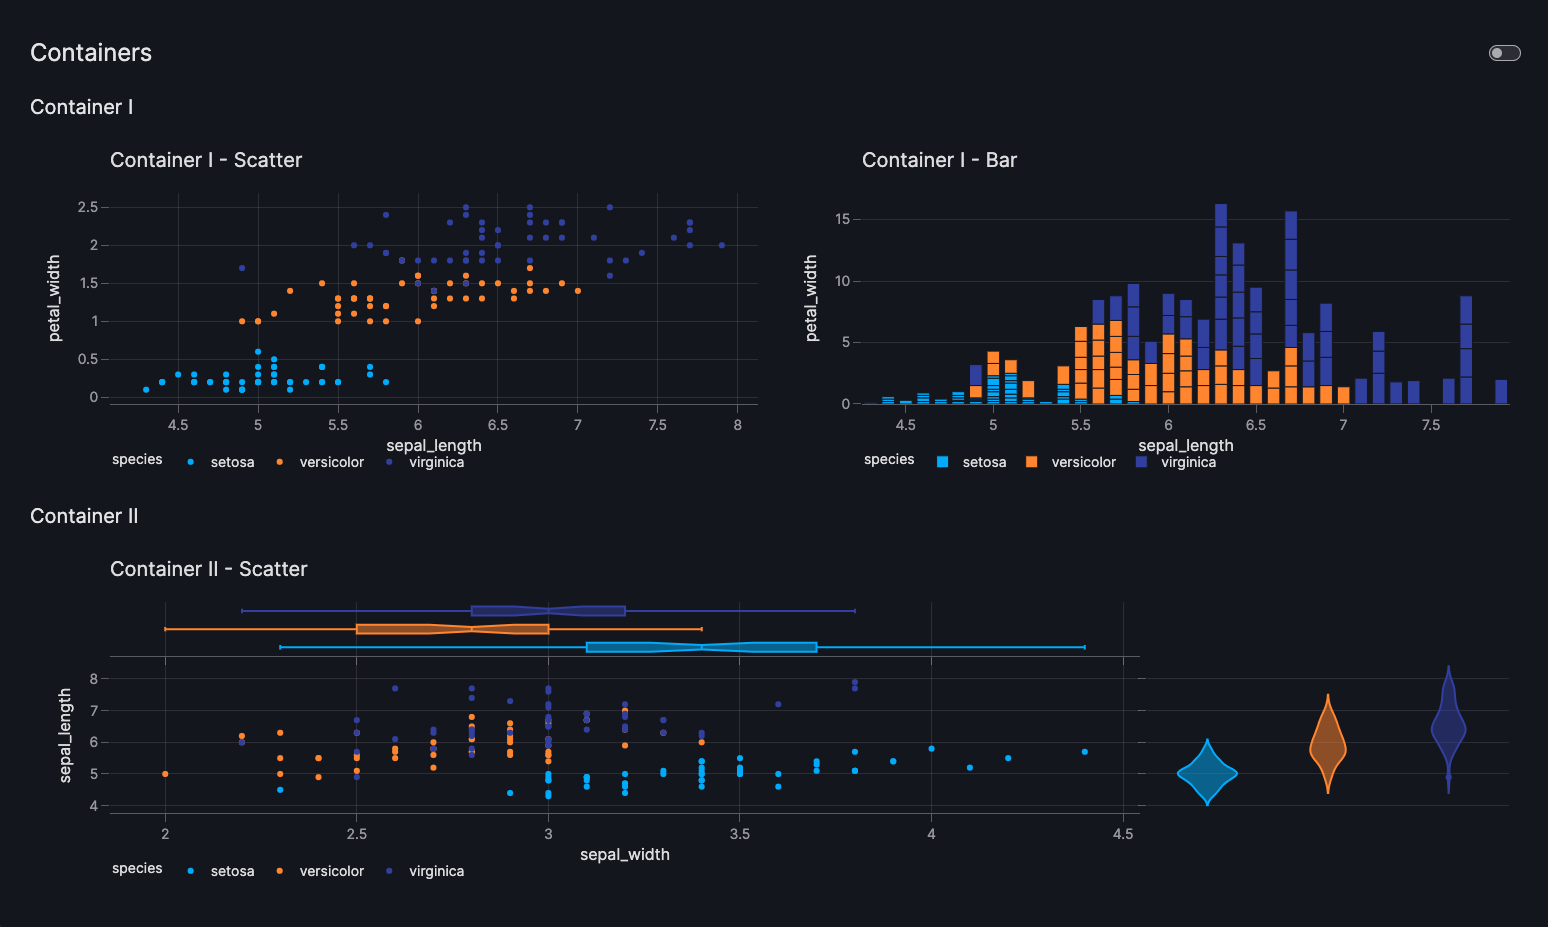 Containers
Container I
Container I - Scatter
petal_width
2.5
2
1.5
1
0.5
0
4.5 5 5.5 6 6.5 7 7.5 8
sepal_length
species setosa versicolor virginica
Container I - Bar
petal_width
15
10
5
0
4.5 5 5.5 6 6.5 7 7.5
sepal_length
species setosa versicolor virginica
Container II
Container II - Scatter
sepal_length
8
7
6
5
4
2 2.5 3 3.5 4 4.5
sepal_width
species setosa versicolor virginica